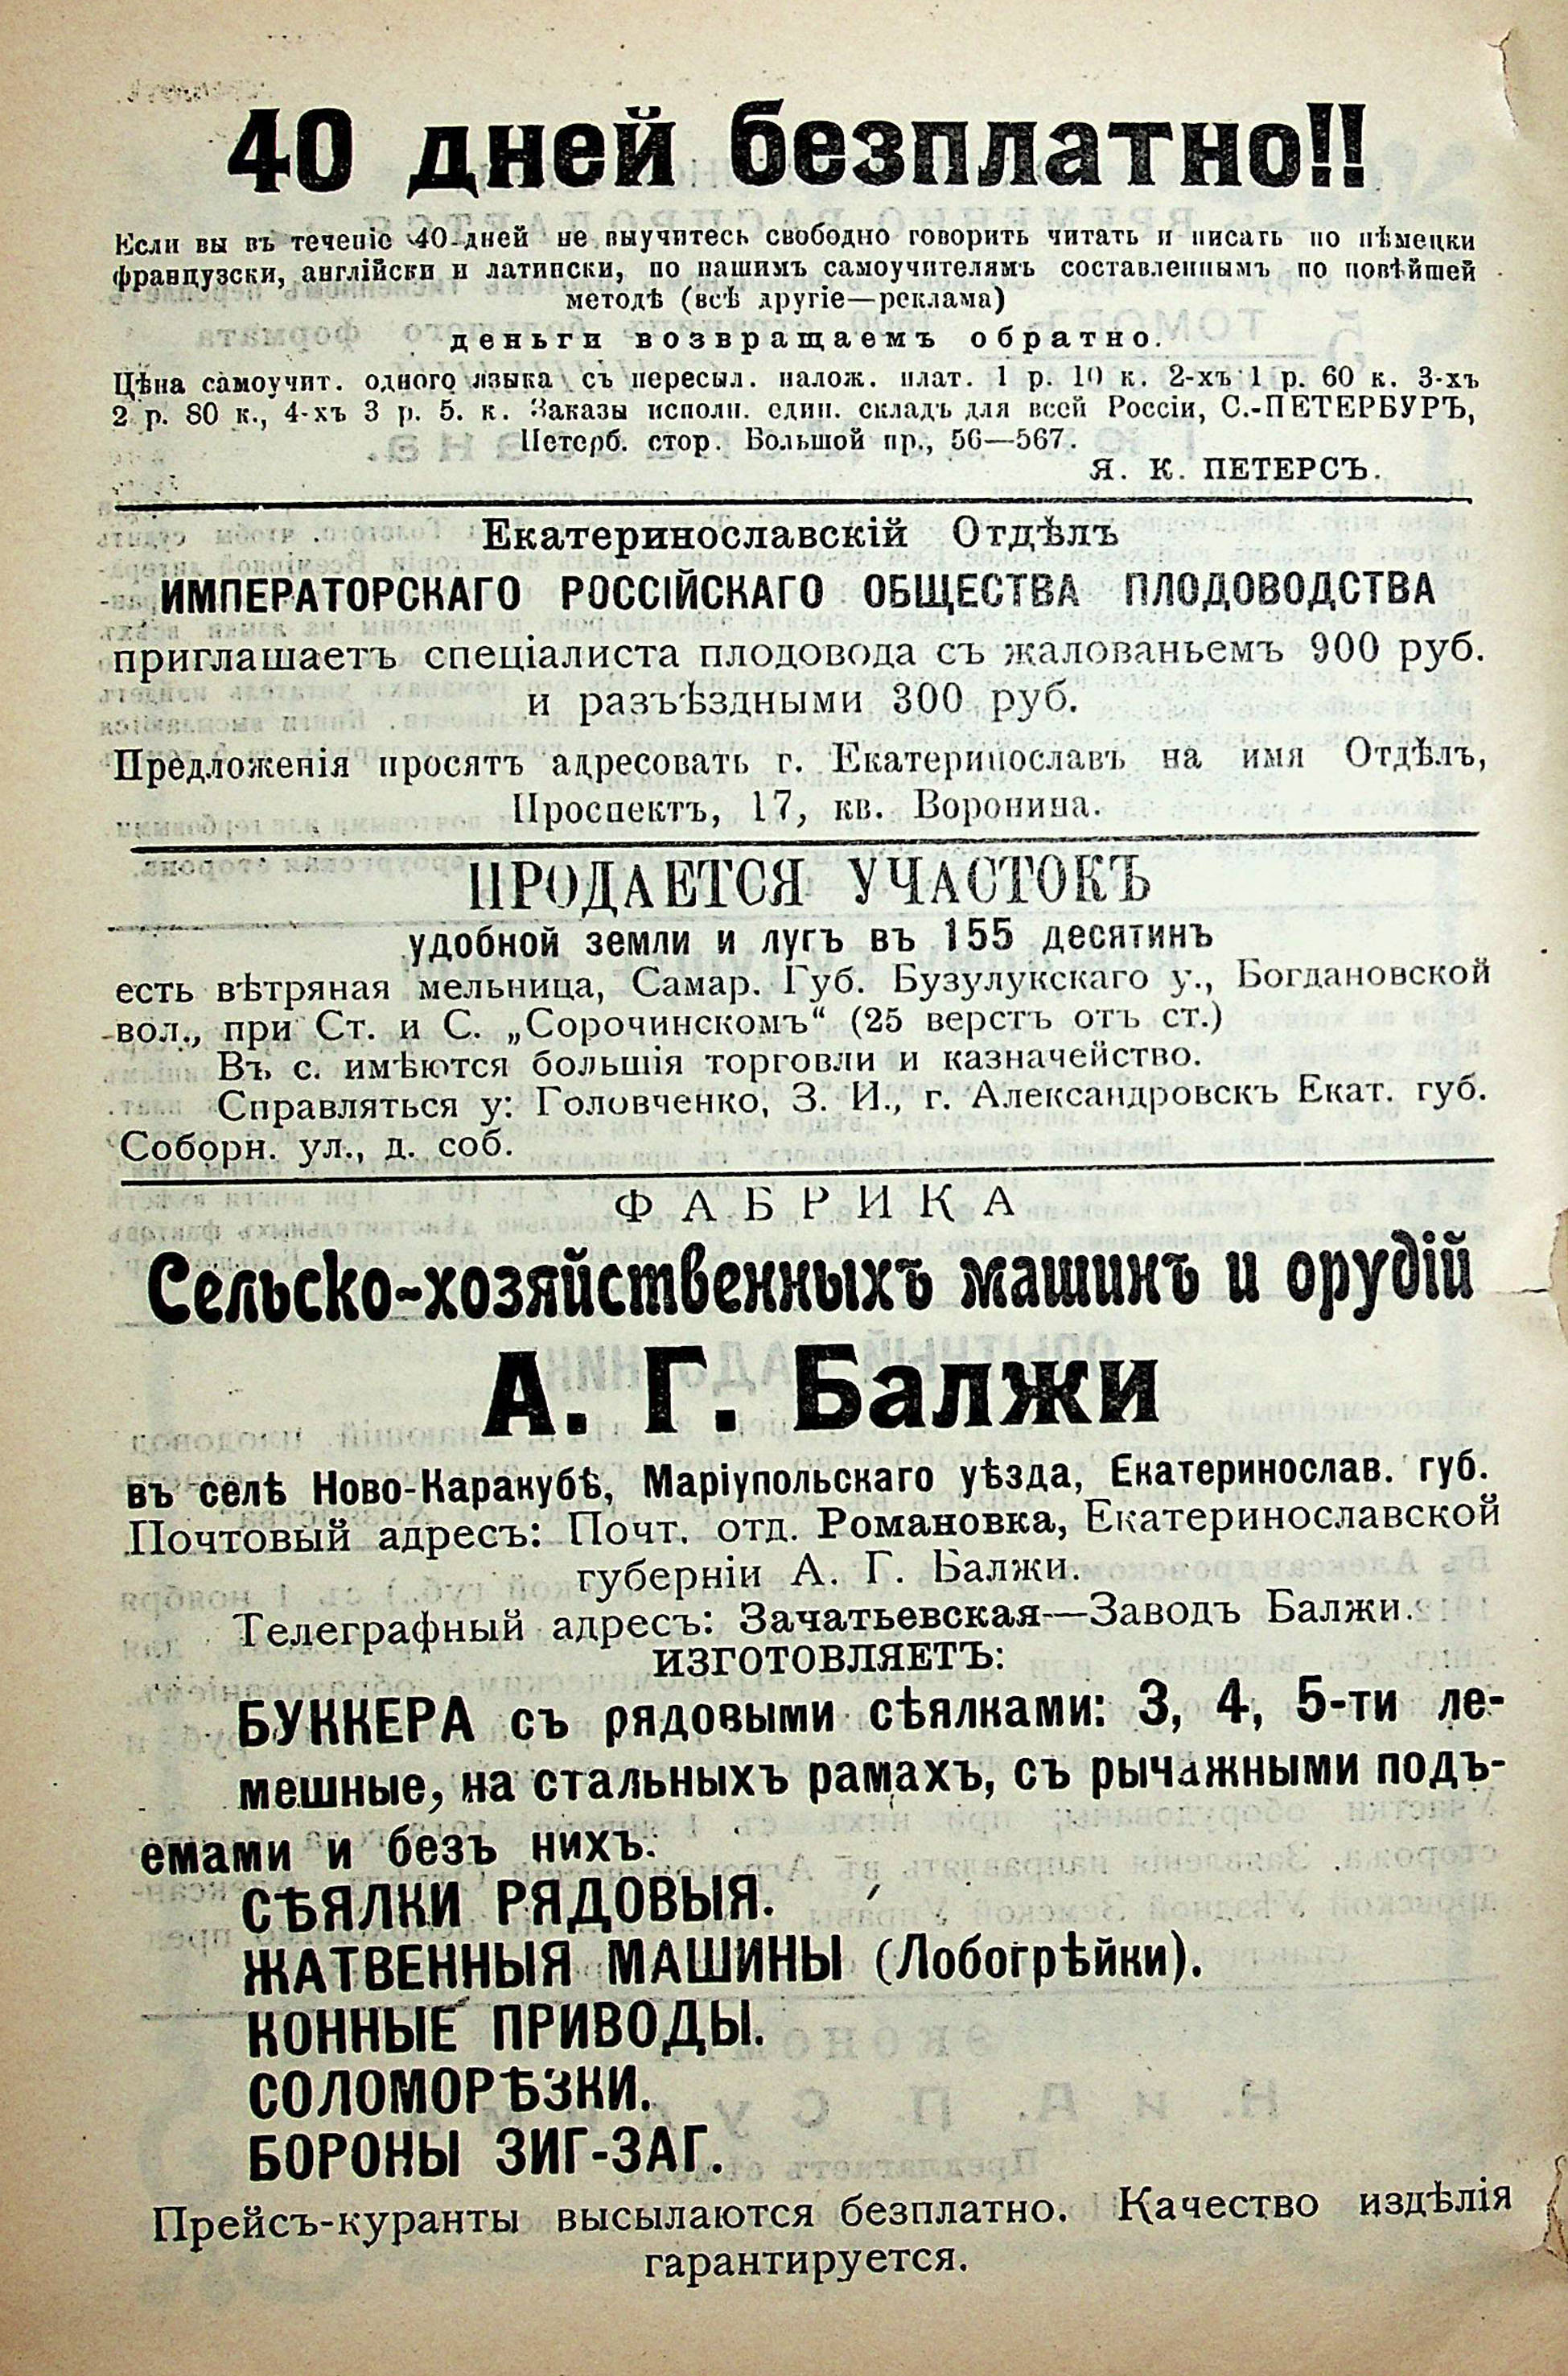 40 дней безплатно!!
Если вы въ теченіе 40-дней не выучитесь свободно говорить читать и писать по нѣмецки
французски, англійски и латински, по нашимъ самоучителямъ составленнымъ по новѣйшей
методѣ (всѣ другіе—реклама)
деньги возвращаемъ обратно.
Цѣна самоучит. одного языка съ пересыл. налож. плат. 1 р. 10 к. 2-хъ 1 р. 60 к. 3-хъ
2 р. 80 к., 4-хъ 3 р. 5. к. Заказы исполн. един. складъ для всей Россіи, С.-ПЕТЕРБУРЪ,
Петерб. стор. Большой пр., 56—567.
Я. К. ПЕТЕРСЪ.
Екатеринославскій Отдѣлъ
ИМПЕРАТОРСКАГО РОССІЙСКАГО ОБЩЕСТВА ПЛОДОВОДСТВА
приглашаетъ спеціалиста плодовода съ жалованьемъ 900 руб.
и разъѣздными 300 руб.
Предложенія просятъ адресовать г. Екатеринославъ на имя Отдѣлъ,
Проспектъ, 17, кв. Воронина.
ПРОДАЕТСЯ УЧАСТОКЪ
удобной земли и лугъ въ 155 десятинъ
есть вѣтряная мельница, Самар. Губ. Бузулукскаго у., Богдановской
вол., при Ст. и С. „Сорочинскомъ“ (25 верстъ отъ ст.)
Въ с. имѣются большія торговли и казначейство.
Справляться у: Головченко, З. И., г. Александровскъ Екат. губ.
Соборн. ул., д. соб.
ФАБРИКА
Сельско-хозяйственныхъ машинъ и орудій
А. Г. Балжи
въ селѣ Ново-Каракубѣ, Маріупольскаго уѣзда, Екатеринослав. губ.
Почтовый адресъ: Почт. отд. Романовка, Екатеринославской
губерніи А. Г. Балжи.
Телеграфный адресъ: Зачатьевская—Заводъ Балжи.
ИЗГОТОВЛЯЕТЪ:
БУККЕРА съ рядовыми сѣялками: 3, 4, 5-ти ле-
мешные, на стальныхъ рамахъ, съ рычажными подъ-
емами и безъ нихъ.
СѢЯЛКИ РЯДОВЫЯ.
ЖАТВЕННЫЯ МАШИНЫ (Лобогрѣйки).
КОННЫЕ ПРИВОДЫ.
СОЛОМОРѢЗКИ.
БОРОНЫ ЗИГ-ЗАГ.
Прейсъ-куранты высылаются безплатно. Качество издѣлія
гарантируется.